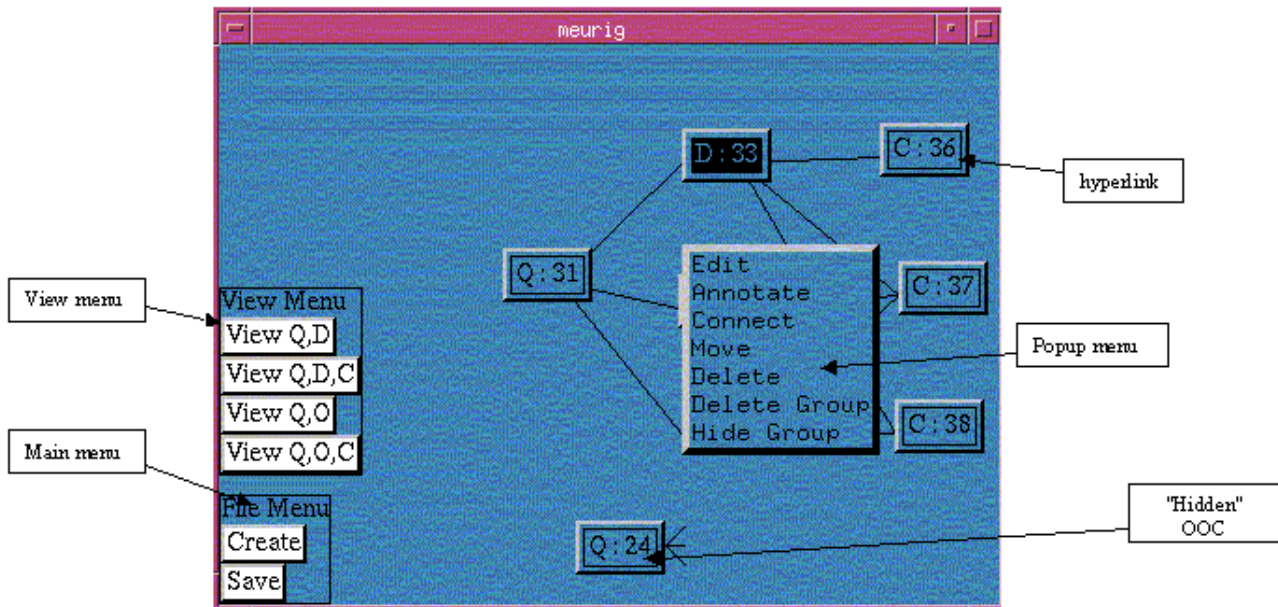 meurig
D:33
C:36
hyperlink
Q:31
C:37
View menu
View Menu
View Q,D
View Q,D,C
View Q,O
View Q,O,C
Edit
Annotate
Connect
Move
Delete
Delete Group
Hide Group
Popup menu
C:38
Main menu
File Menu
Create
Save
Q:24
"Hidden"
OOC